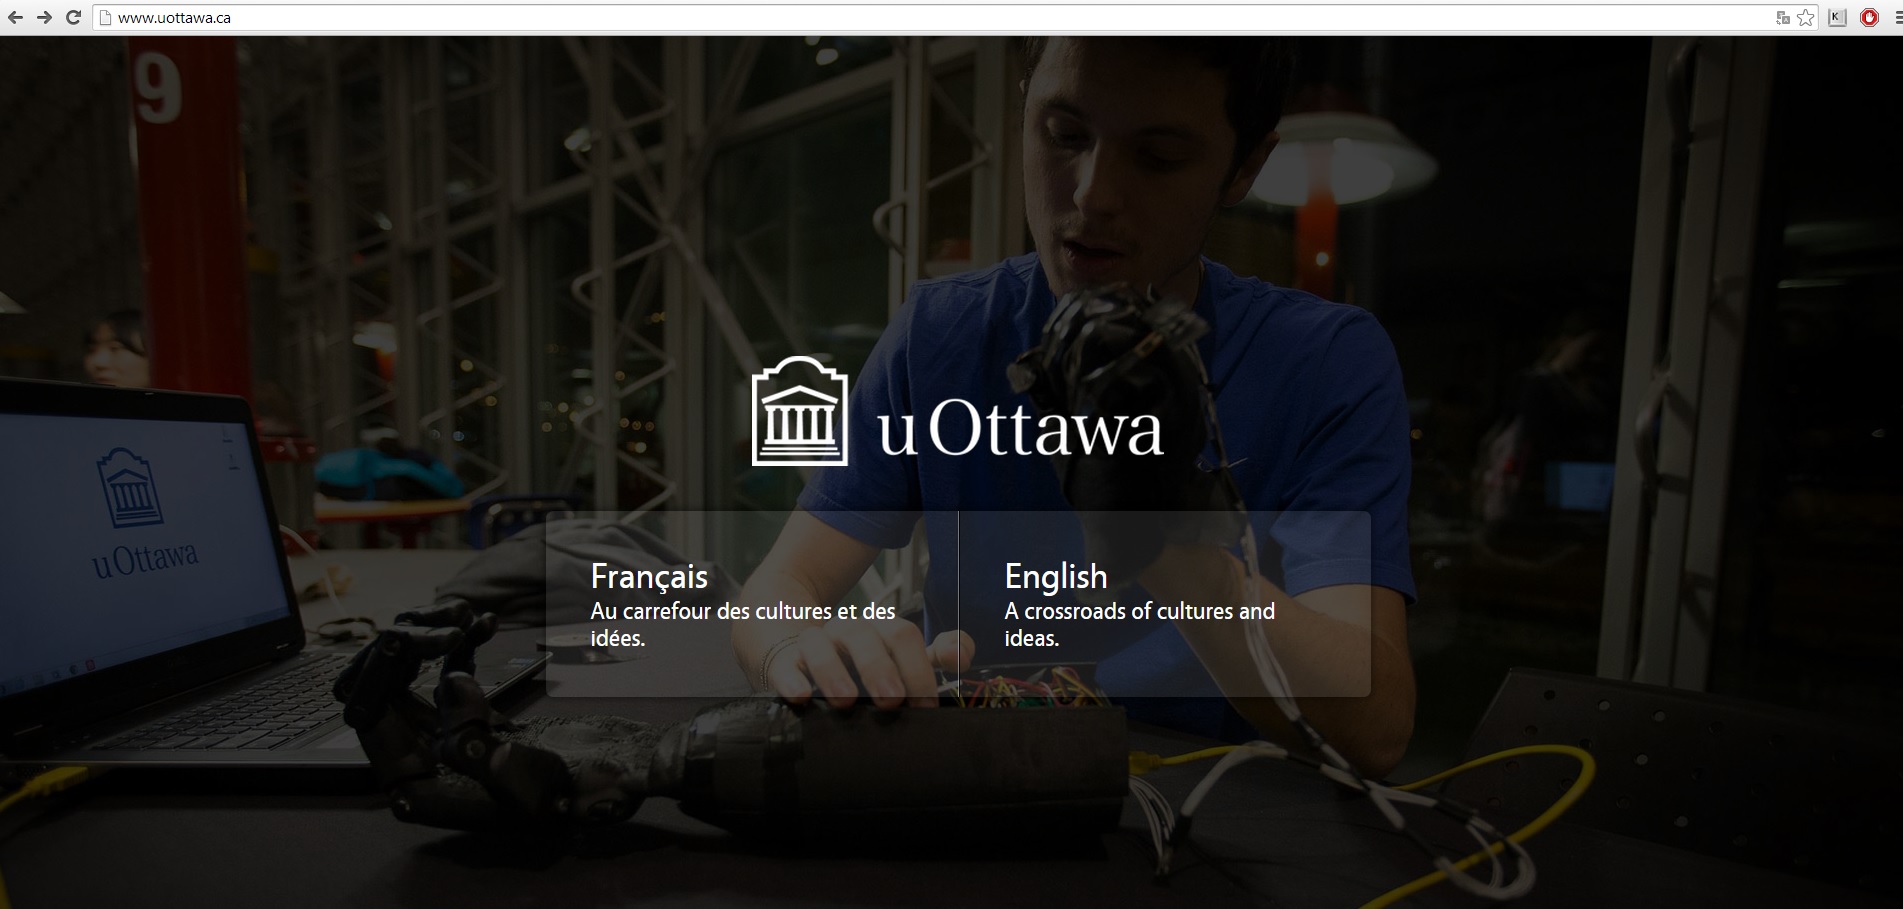 www.uottawa.ca
9
uOttawa
uOttawa
Français
Au carrefour des cultures et des
idées.
English
A crossroads of cultures and
ideas.
K